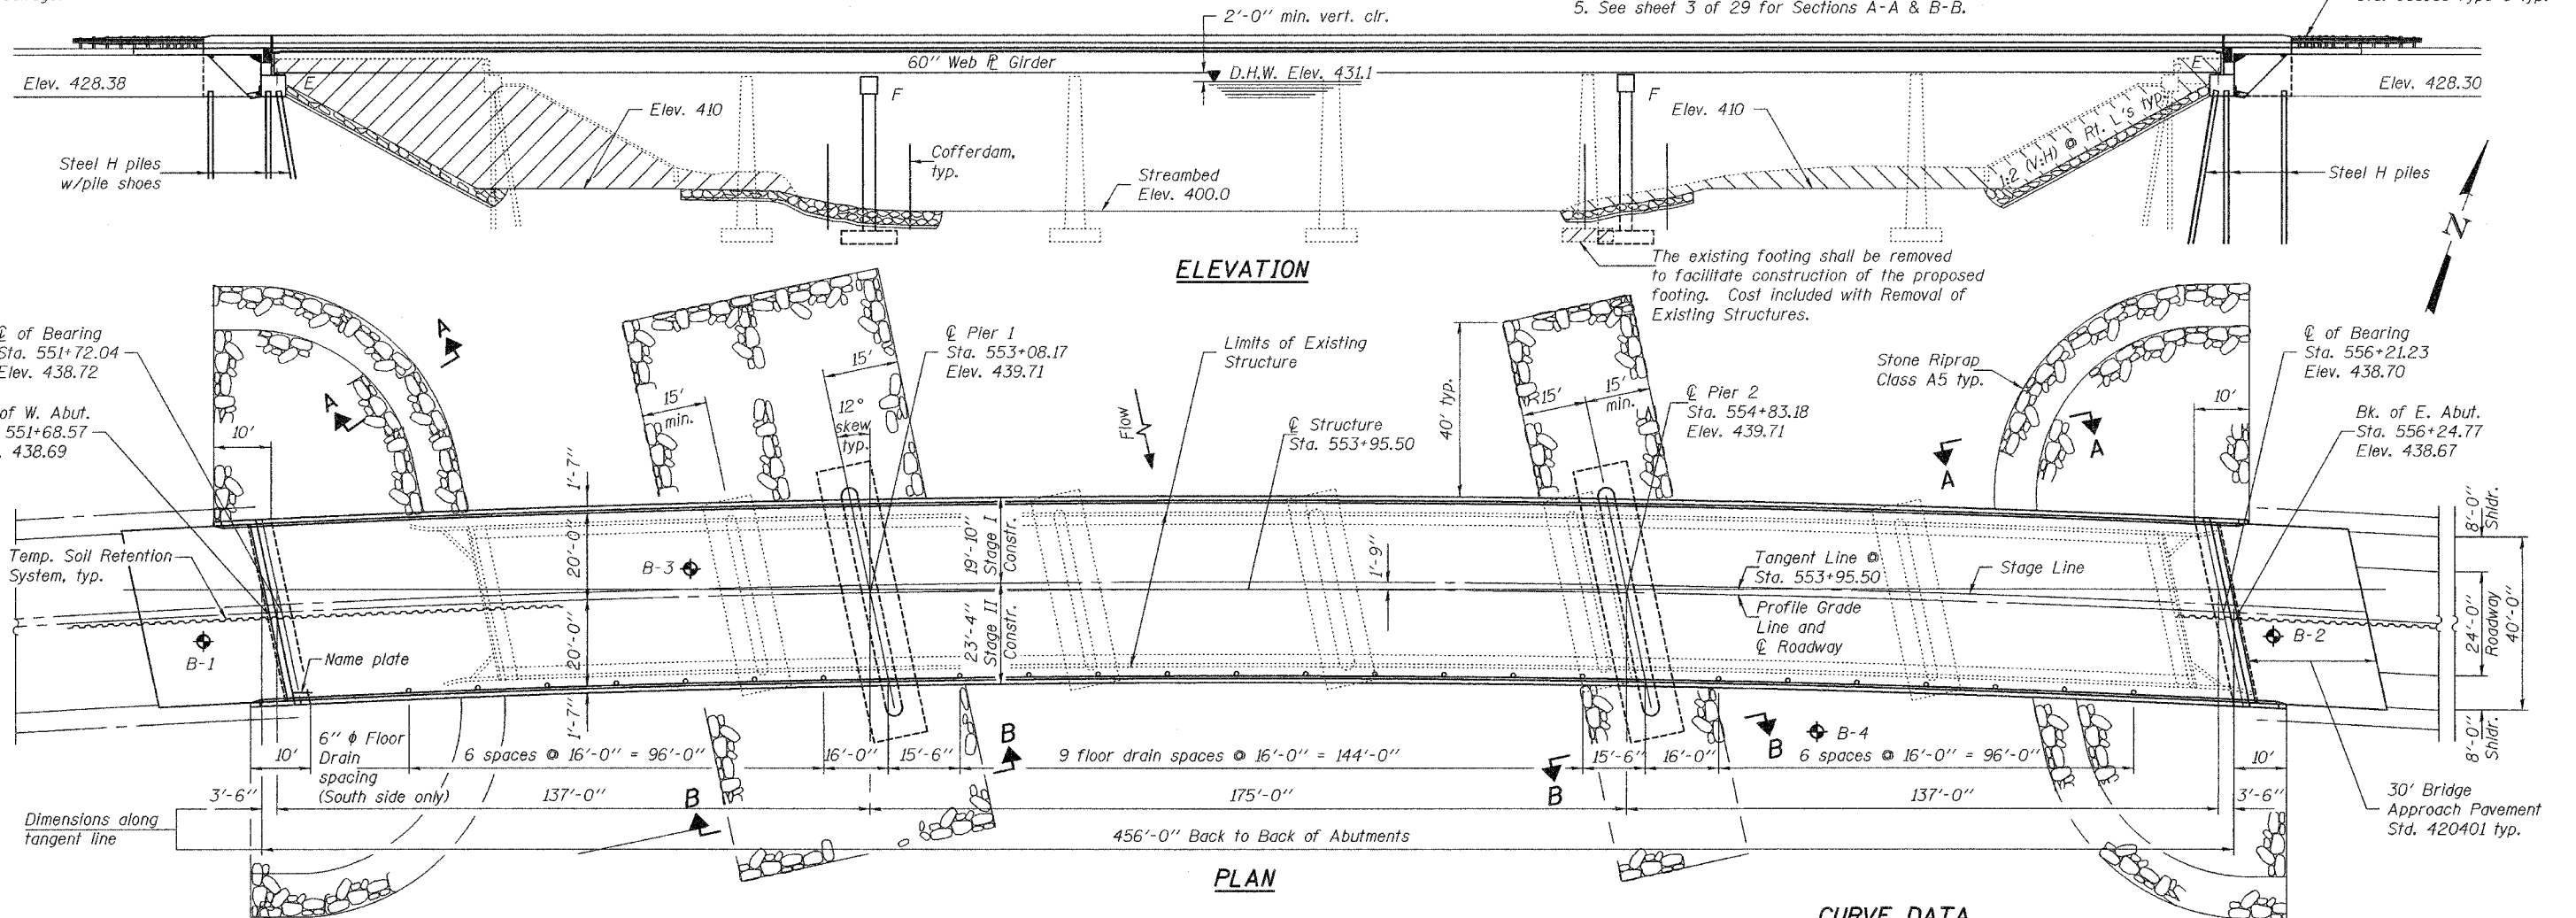 2'-0" min. vert. clr.
5. See sheet 3 of 29 for Sections A-A & B-B.
60" Web ℞ Girder
D.H.W. Elev. 431.1
Elev. 428.38
E
Elev. 410
F
F
Elev. 410
E
Elev. 428.30
1:2 (V:H) @ Rt. L's typ.
Steel H piles
w/pile shoes
Cofferdam,
typ.
Streambed
Elev. 400.0
Steel H piles
N
ELEVATION
The existing footing shall be removed
to facilitate construction of the proposed
footing. Cost included with Removal of
Existing Structures.
℄ of Bearing
Sta. 551+72.04
Elev. 438.72
of W. Abut.
551+68.57
438.69
10'
A
A
15'
min.
15'
12°
skew
typ.
℄ Pier 1
Sta. 553+08.17
Elev. 439.71
Limits of Existing
Structure
Flow
℄ Structure
Sta. 553+95.50
40' typ.
15'
15'
min.
℄ Pier 2
Sta. 554+83.18
Elev. 439.71
Stone Riprap
Class A5 typ.
A
A
℄ of Bearing
Sta. 556+21.23
Elev. 438.70
10'
Bk. of E. Abut.
Sta. 556+24.77
Elev. 438.67
Temp. Soil Retention
System, typ.
B-1
Name plate
1'-7"
20'-0"
20'-0"
1'-7"
B-3
19'-10"
Stage I
Constr.
23'-4"
Stage II
Constr.
1'-9"
Tangent Line @
Sta. 553+95.50
Profile Grade
Line and
℄ Roadway
Stage Line
B-2
8'-0"
Shldr.
24'-0"
Roadway
40'-0"
8'-0"
Shldr.
10'
6" φ Floor
Drain
spacing
(South side only)
6 spaces @ 16'-0" = 96'-0"
16'-0"
15'-6"
B
9 floor drain spaces @ 16'-0" = 144'-0"
B
15'-6"
16'-0"
B
B-4
6 spaces @ 16'-0" = 96'-0"
10'
3'-6"
137'-0"
B
175'-0"
137'-0"
3'-6"
Dimensions along
tangent line
456'-0" Back to Back of Abutments
30' Bridge
Approach Pavement
Std. 420401 typ.
PLAN
CURVE DATA